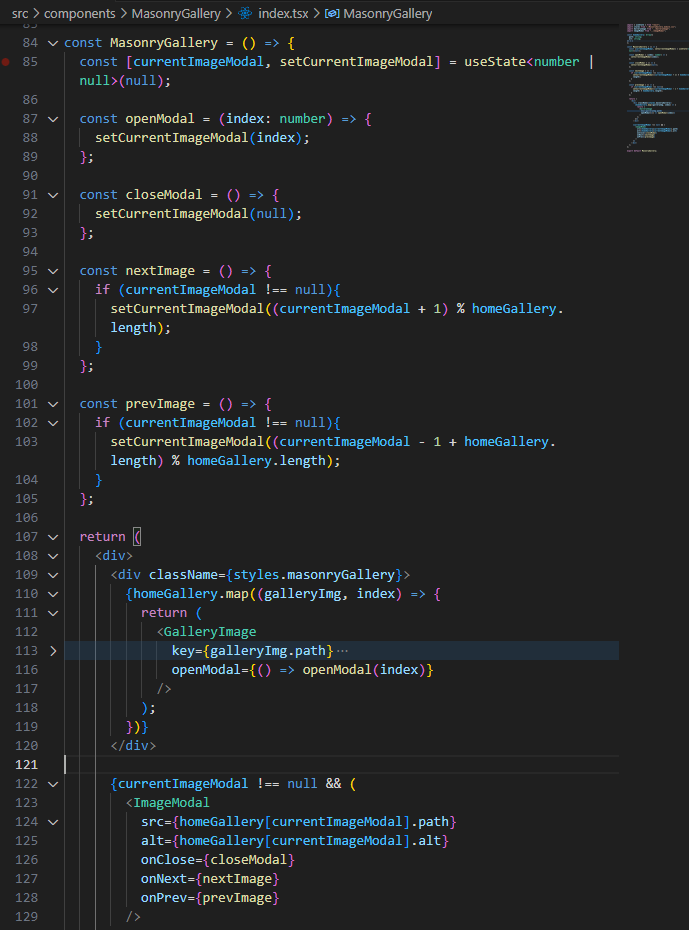 src > components > MasonryGallery > index.tsx > MasonryGallery
83
84 const MasonryGallery = () => {
85 const [currentImageModal, setCurrentImageModal] = useState<number |
null>(null);
86
87 const openModal = (index: number) => {
88 setCurrentImageModal(index);
89 };
90
91 const closeModal = () => {
92 setCurrentImageModal(null);
93 };
94
95 const nextImage = () => {
96 if (currentImageModal !== null){
97 setCurrentImageModal((currentImageModal + 1) % homeGallery.
length);
98 }
99 };
100
101 const prevImage = () => {
102 if (currentImageModal !== null){
103 setCurrentImageModal((currentImageModal - 1 + homeGallery.
length) % homeGallery.length);
104 }
105 };
106
107 return (
108 <div>
109 <div className={styles.masonryGallery}>
110 {homeGallery.map((galleryImg, index) => {
111 return (
112 <GalleryImage
113 key={galleryImg.path} ⋯
116 openModal={() => openModal(index)}
117 />
118 );
119 })}
120 </div>
121
122 {currentImageModal !== null && (
123 <ImageModal
124 src={homeGallery[currentImageModal].path}
125 alt={homeGallery[currentImageModal].alt}
126 onClose={closeModal}
127 onNext={nextImage}
128 onPrev={prevImage}
129 />